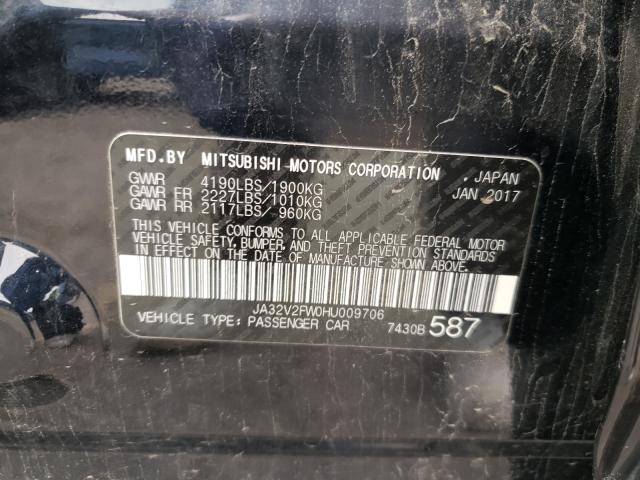 MFD.BY MITSUBISHI MOTORS CORPORATION , JAPAN
GVWR 4190LBS/1900KG JAN 2017
GAWR FR 2227LBS/1010KG
GAWR RR 2117LBS/ 960KG
THIS VEHICLE CONFORMS TO ALL APPLICABLE FEDERAL MOTOR
VEHICLE SAFETY, BUMPER, AND THEFT PREVENTION STANDARDS
IN EFFECT ON THE DATE OF MANUFACTURE SHOWN ABOVE.
JA32V2FW0HU009706
VEHICLE TYPE: PASSENGER CAR 7430B 587